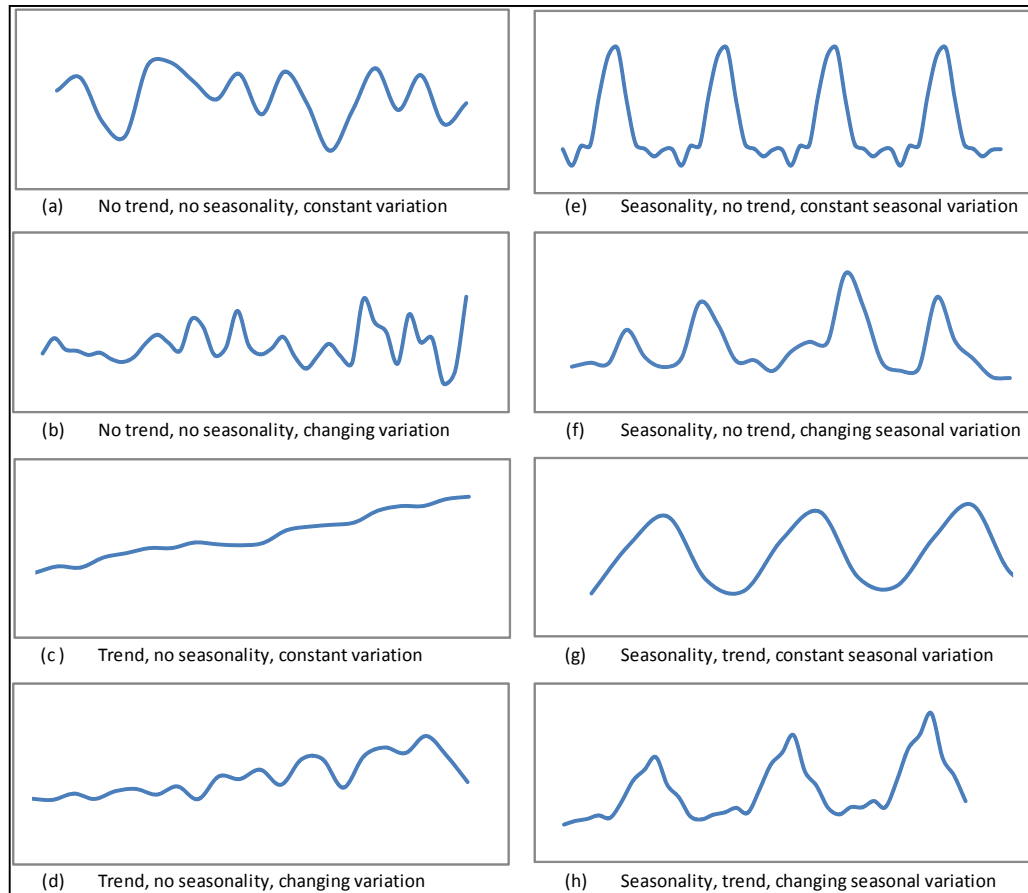 (a) No trend, no seasonality, constant variation
(e) Seasonality, no trend, constant seasonal variation
(b) No trend, no seasonality, changing variation
(f) Seasonality, no trend, changing seasonal variation
(c ) Trend, no seasonality, constant variation
(g) Seasonality, trend, constant seasonal variation
(d) Trend, no seasonality, changing variation
(h) Seasonality, trend, changing seasonal variation